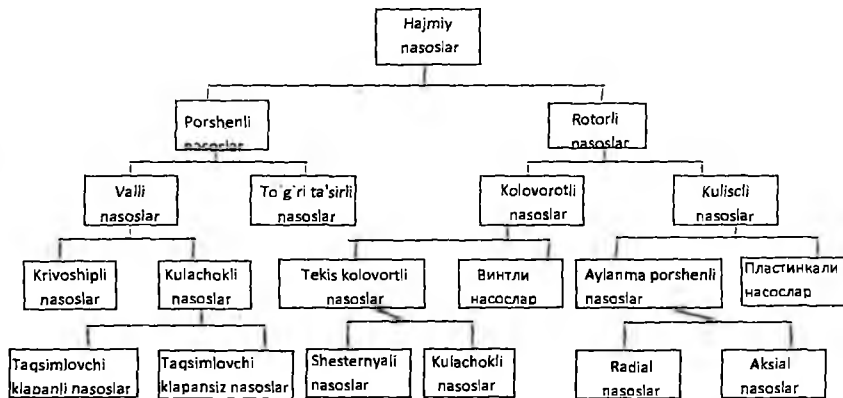 Hajmiy
nasoslar
Porshenli
nasoslar
Rotorli
nasoslar
Valli
nasoslar
To'g'ri ta'sirli
nasoslar
Kolovorotli
nasoslar
Kuliscli
nasoslar
Krivoshipli
nasoslar
Kulachokli
nasoslar
Tekis kolovortli
nasoslar
Винтли
насослар
Aylanma porshenli
nasoslar
Пластинкали
насослар
Taqsimlovchi
klapanli nasoslar
Taqsimlovchi
klapansiz nasoslar
Shesternyali
nasoslar
Kulachokli
nasoslar
Radial
nasoslar
Aksial
nasoslar